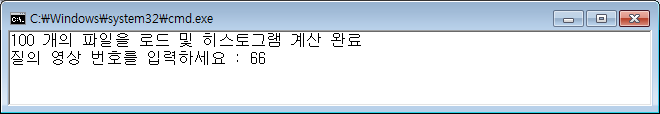 C:\Windows\system32\cmd.exe
100 개의 파일을 로드 및 히스토그램 계산 완료
질의 영상 번호를 입력하세요 : 66